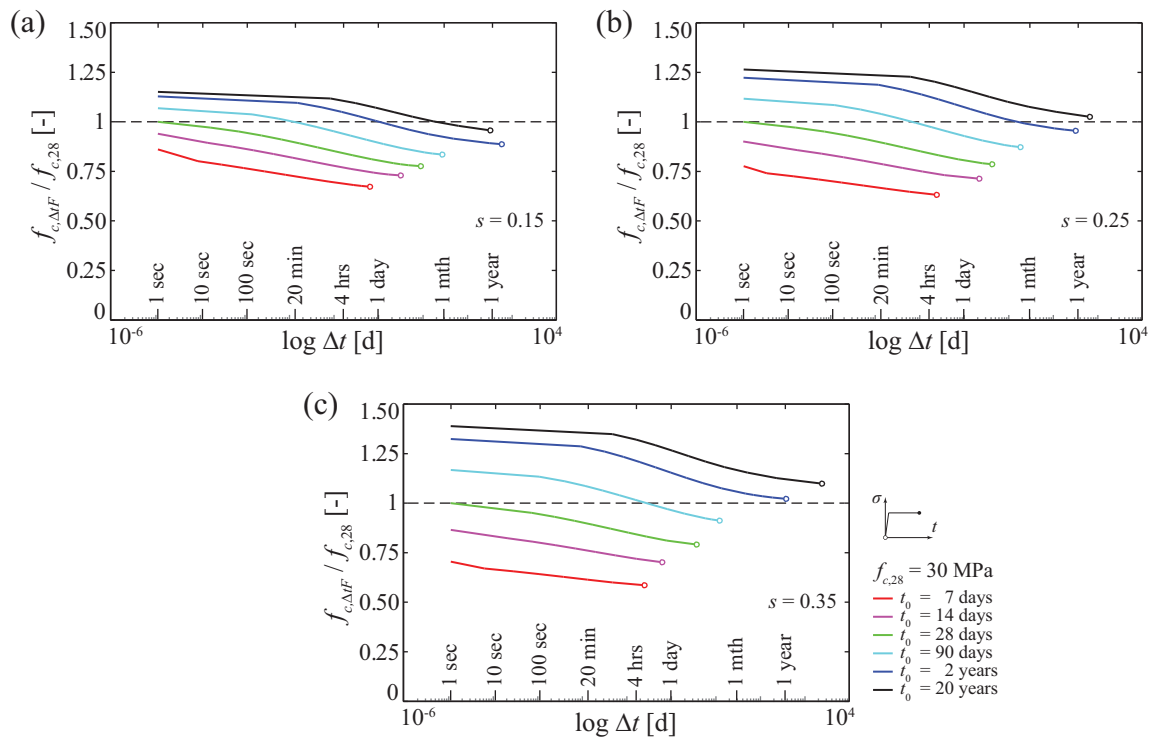 (a)
1.50
1.25
1
0.75
0.50
0.25
0
f_{c,ΔtF} / f_{c,28} [-]
s = 0.15
1 sec
10 sec
100 sec
20 min
4 hrs
1 day
1 mth
1 year
10^{-6}
log Δt [d]
10^{4}
(b)
1.50
1.25
1
0.75
0.50
0.25
0
f_{c,ΔtF} / f_{c,28} [-]
s = 0.25
1 sec
10 sec
100 sec
20 min
4 hrs
1 day
1 mth
1 year
10^{-6}
log Δt [d]
10^{4}
(c)
1.50
1.25
1
0.75
0.50
0.25
0
f_{c,ΔtF} / f_{c,28} [-]
s = 0.35
1 sec
10 sec
100 sec
20 min
4 hrs
1 day
1 mth
1 year
10^{-6}
log Δt [d]
10^{4}
σ
t
f_{c,28} = 30 MPa
t_0 = 7 days
t_0 = 14 days
t_0 = 28 days
t_0 = 90 days
t_0 = 2 years
t_0 = 20 years